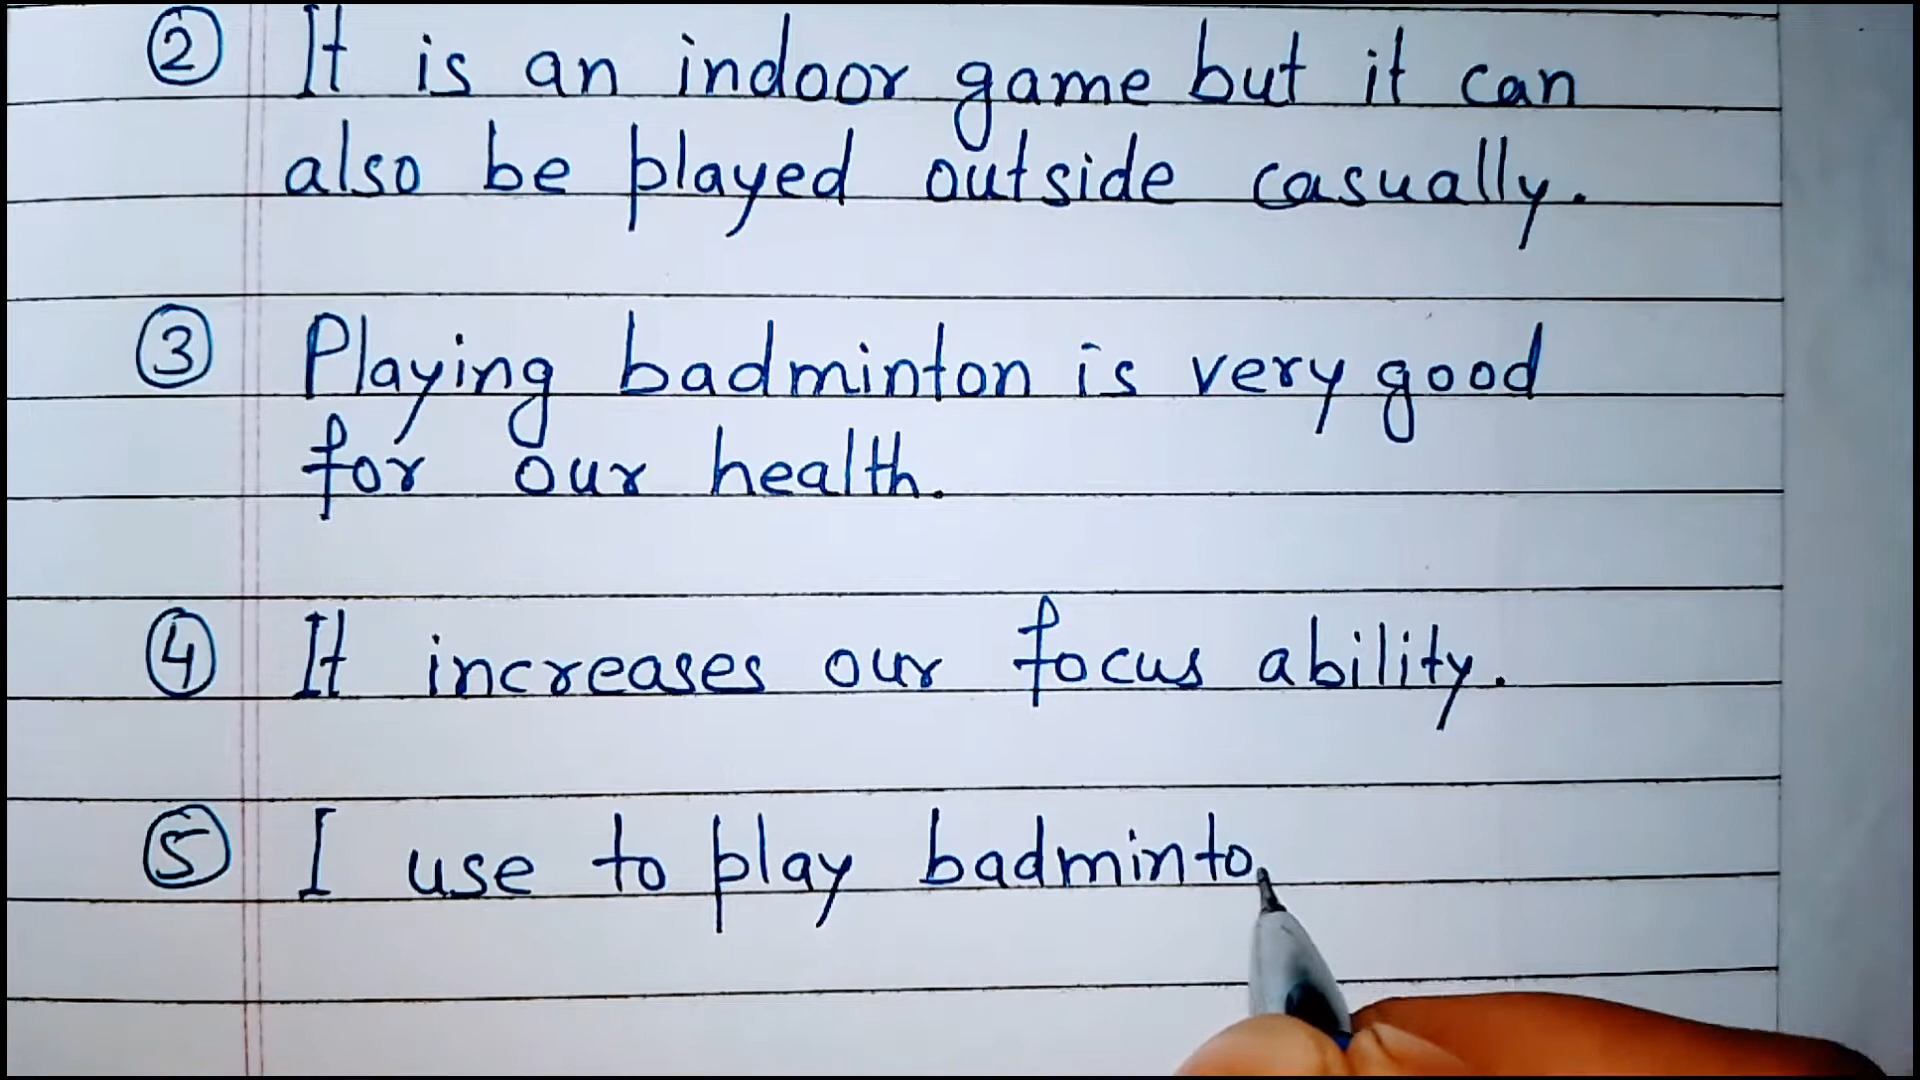 ② It is an indoor game but it can
also be played outside casually.
③ Playing badminton is very good
for our health.
④ It increases our focus ability.
⑤ I use to play badminto